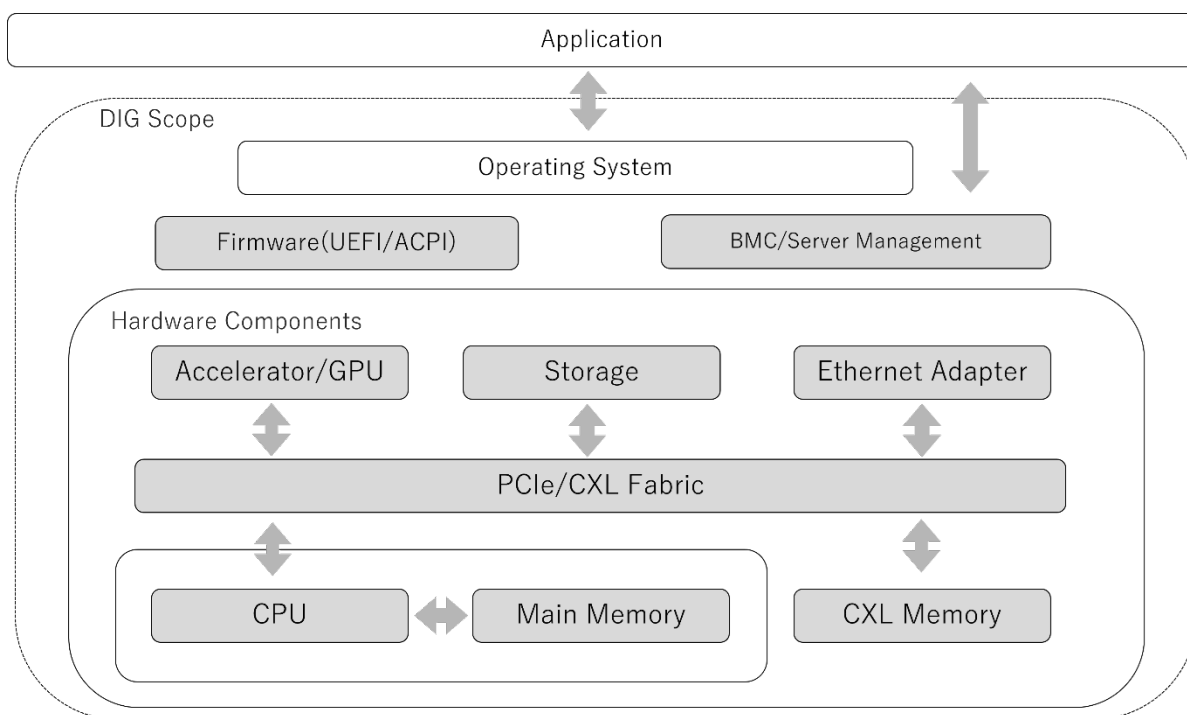 Application
DIG Scope
Operating System
Firmware(UEFI/ACPI)
BMC/Server Management
Hardware Components
Accelerator/GPU
Storage
Ethernet Adapter
PCIe/CXL Fabric
CPU
Main Memory
CXL Memory